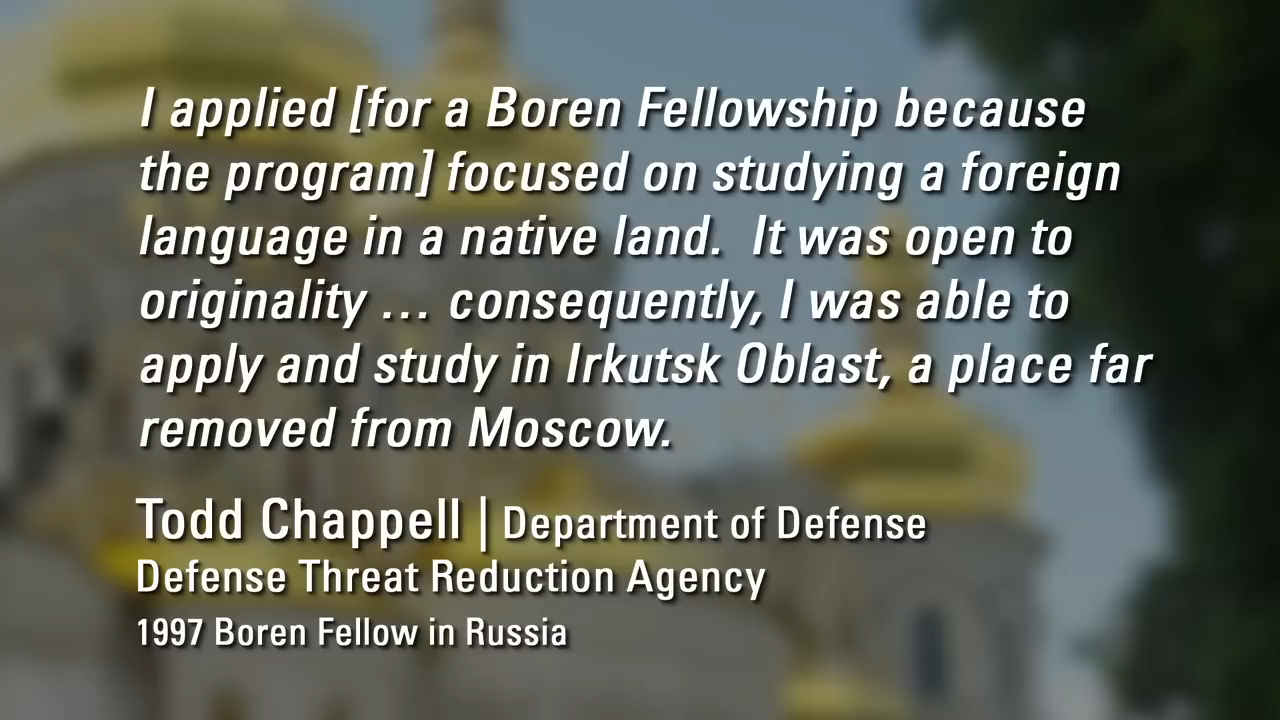 I applied [for a Boren Fellowship because
the program] focused on studying a foreign
language in a native land.  It was open to
originality … consequently, I was able to
apply and study in Irkutsk Oblast, a place far
removed from Moscow.
Todd Chappell | Department of Defense
Defense Threat Reduction Agency
1997 Boren Fellow in Russia